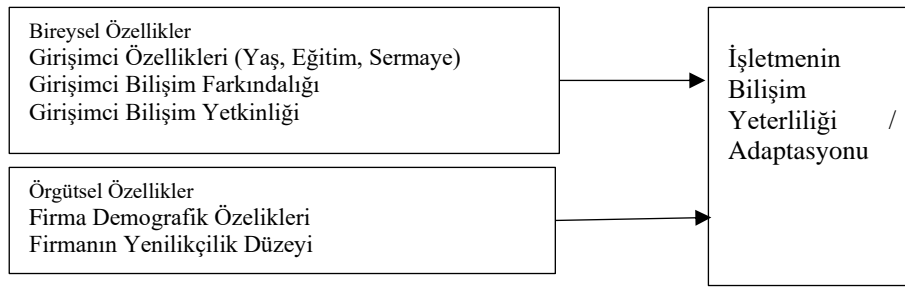 Bireysel Özellikler
Girişimci Özellikleri (Yaş, Eğitim, Sermaye)
Girişimci Bilişim Farkındalığı
Girişimci Bilişim Yetkinliği
Örgütsel Özellikler
Firma Demografik Özelikleri
Firmanın Yenilikçilik Düzeyi
İşletmenin
Bilişim
Yeterliliği /
Adaptasyonu